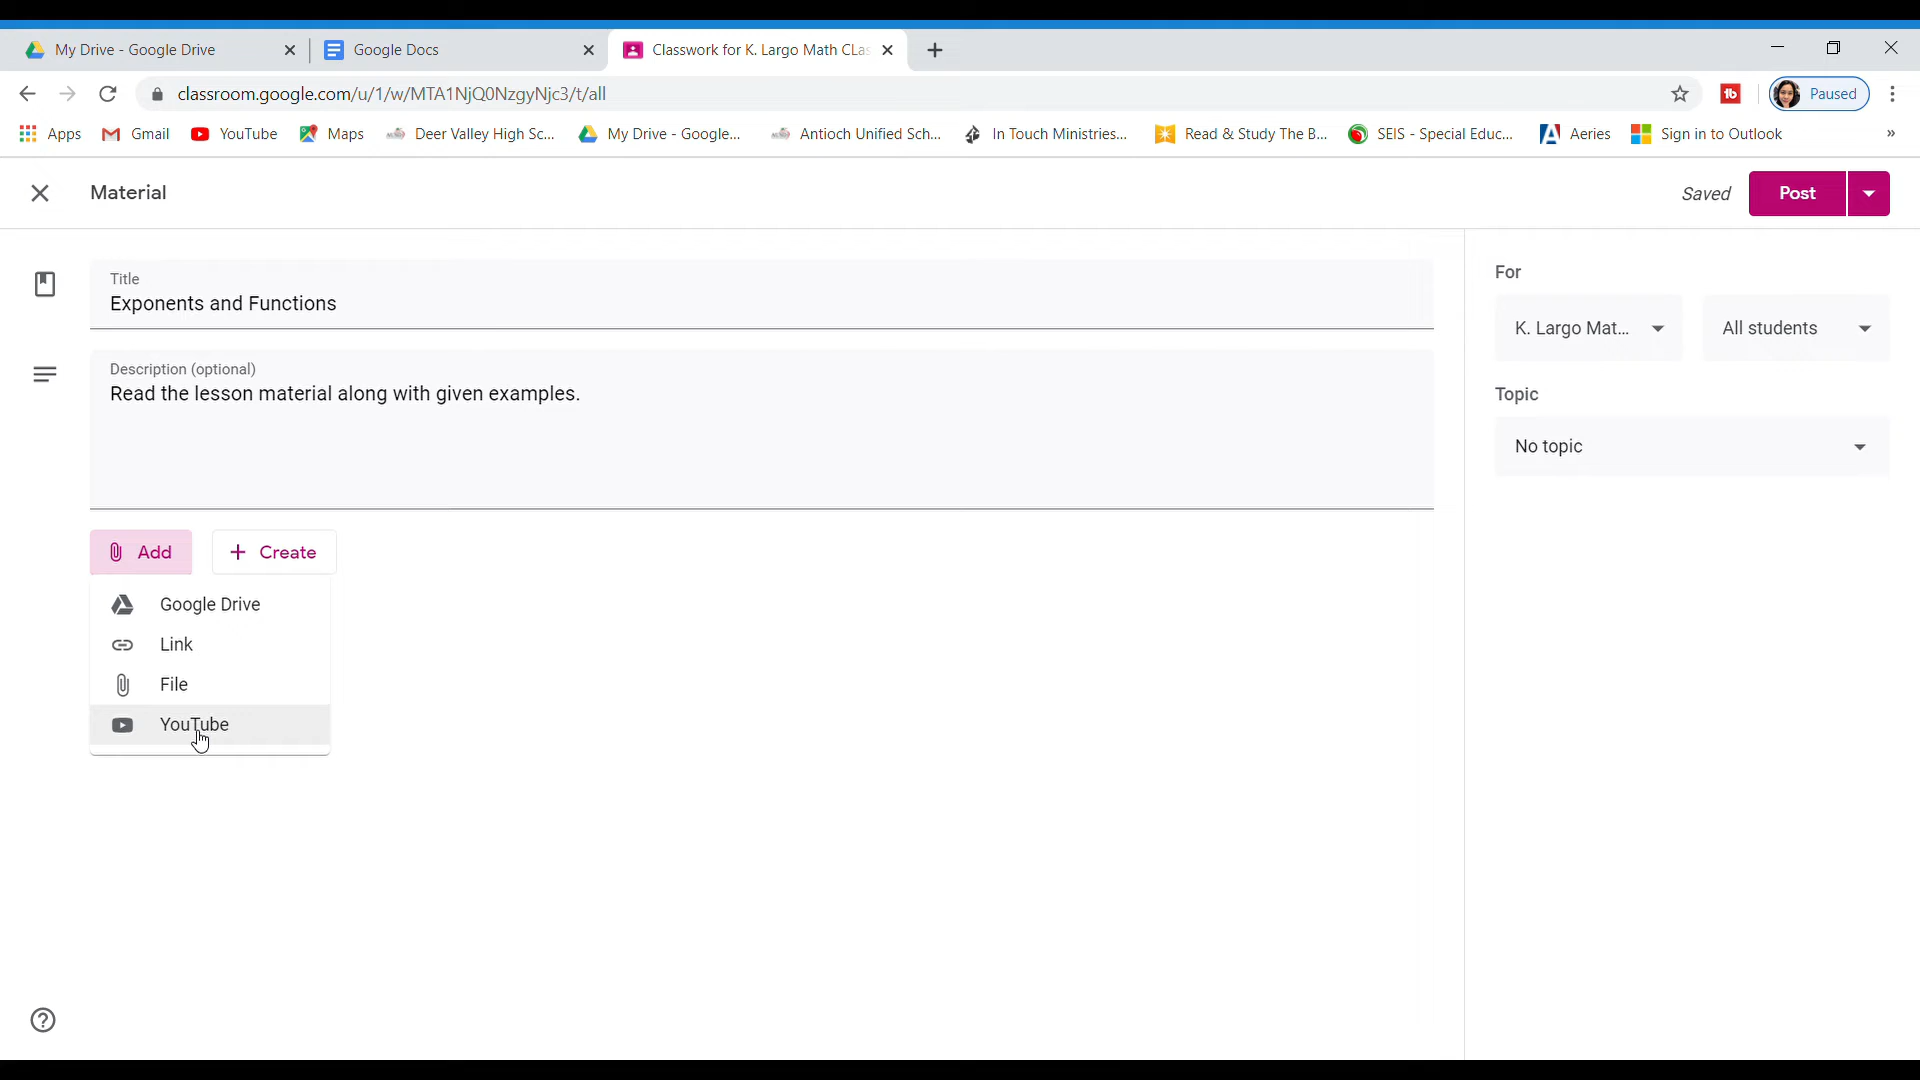 My Drive - Google Drive
Google Docs
Classwork for K. Largo Math CLas
classroom.google.com/u/1/w/MTA1NjQ0NzgyNjc3/t/all
Paused
Apps
Gmail
YouTube
Maps
Deer Valley High Sc...
My Drive - Google...
Antioch Unified Sch...
In Touch Ministries...
Read & Study The B...
SEIS - Special Educ...
Aeries
Sign in to Outlook
»
Material
Saved
Post
Title
Exponents and Functions
Description (optional)
Read the lesson material along with given examples.
Add
Create
Google Drive
Link
File
YouTube
For
K. Largo Mat...
All students
Topic
No topic